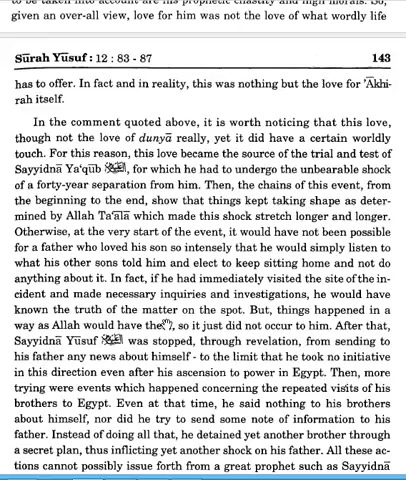 given an over-all view, love for him was not the love of what wordly life
Sūrah Yūsuf : 12 : 83 - 87 143
has to offer. In fact and in reality, this was nothing but the love for 'Ākhi-
rah itself.
In the comment quoted above, it is worth noticing that this love,
though not the love of dunyā really, yet it did have a certain worldly
touch. For this reason, this love became the source of the trial and test of
Sayyidnā Ya'qūb, for which he had to undergo the unbearable shock
of a forty-year separation from him. Then, the chains of this event, from
the beginning to the end, show that things kept taking shape as deter-
mined by Allah Ta'ālā which made this shock stretch longer and longer.
Otherwise, at the very start of the event, it would have not been possible
for a father who loved his son so intensely that he would simply listen to
what his other sons told him and elect to keep sitting home and not do
anything about it. In fact, if he had immediately visited the site of the in-
cident and made necessary inquiries and investigations, he would have
known the truth of the matter on the spot. But, things happened in a
way as Allah would have the, so it just did not occur to him. After that,
Sayyidnā Yūsuf was stopped, through revelation, from sending to
his father any news about himself - to the limit that he took no initiative
in this direction even after his ascension to power in Egypt. Then, more
trying were events which happened concerning the repeated visits of his
brothers to Egypt. Even at that time, he said nothing to his brothers
about himself, nor did he try to send some note of information to his
father. Instead of doing all that, he detained yet another brother through
a secret plan, thus inflicting yet another shock on his father. All these ac-
tions cannot possibly issue forth from a great prophet such as Sayyidnā